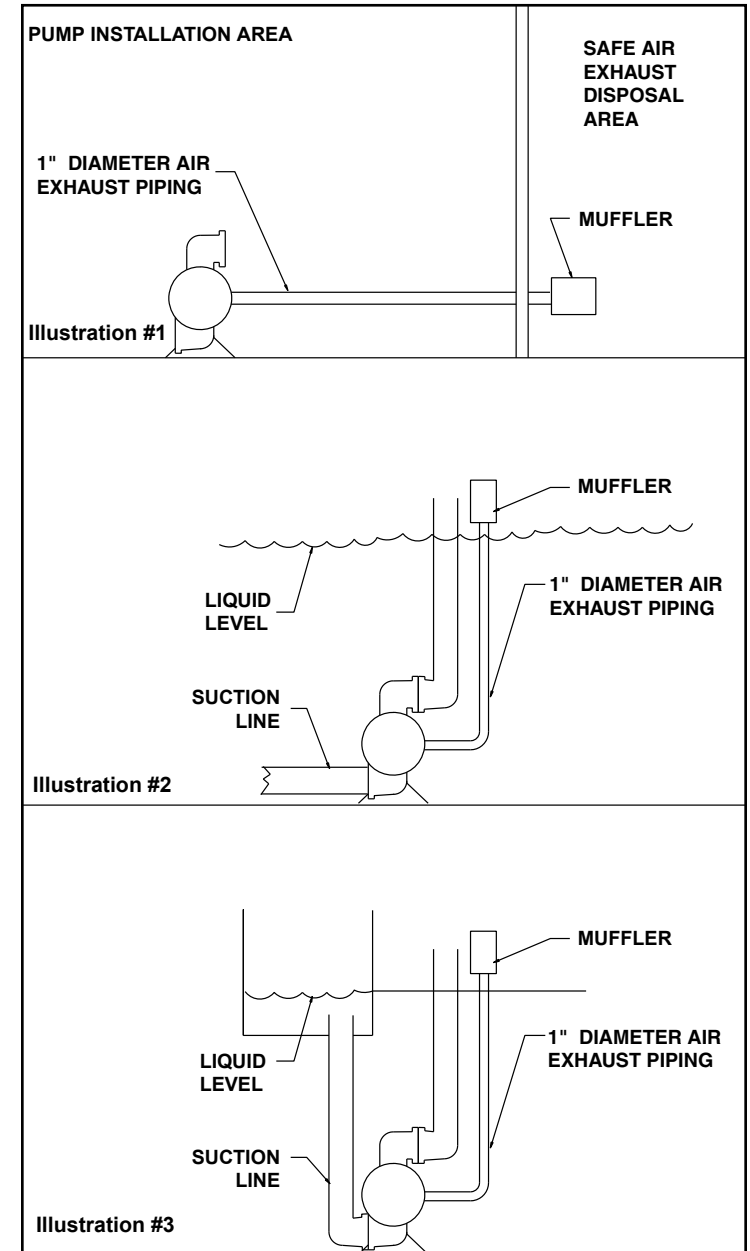 PUMP INSTALLATION AREA
SAFE AIR
EXHAUST
DISPOSAL
AREA
1" DIAMETER AIR
EXHAUST PIPING
MUFFLER
Illustration #1
MUFFLER
LIQUID
LEVEL
1" DIAMETER AIR
EXHAUST PIPING
SUCTION
LINE
Illustration #2
MUFFLER
LIQUID
LEVEL
1" DIAMETER AIR
EXHAUST PIPING
SUCTION
LINE
Illustration #3